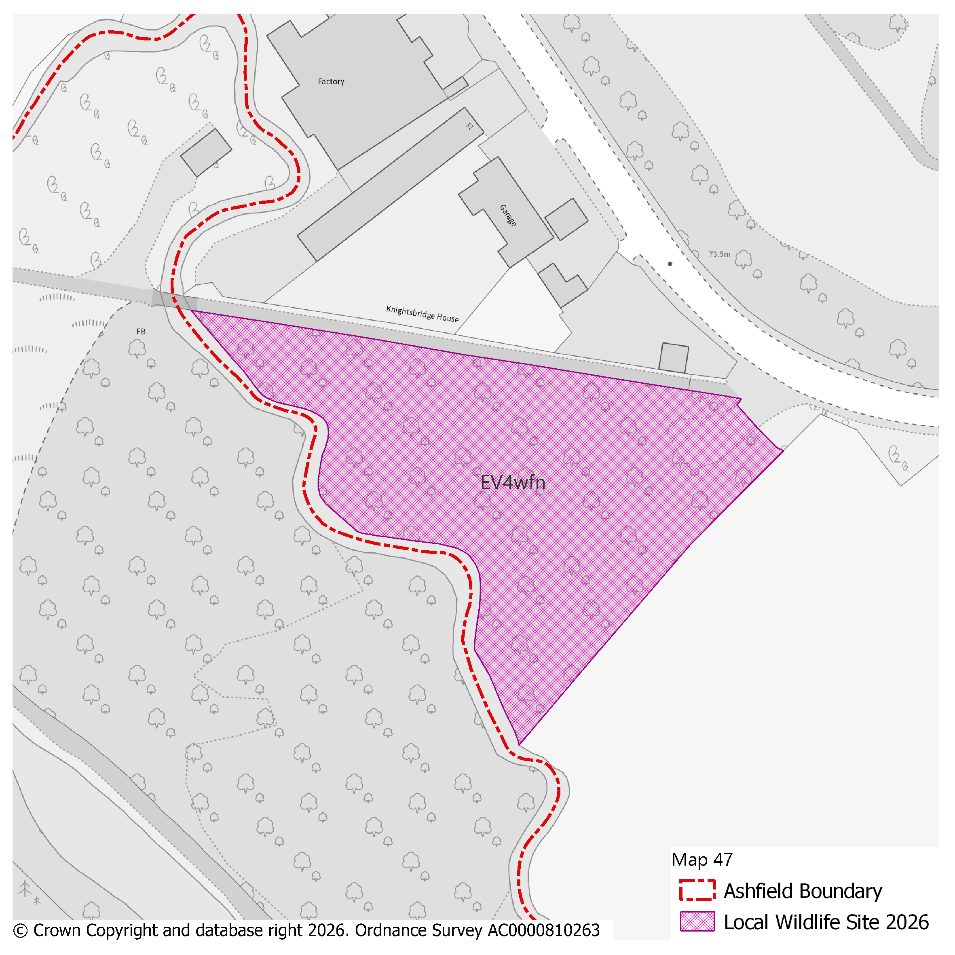 Factory
51
Garage
73.5m
Knightsbridge House
FB
EV4wfn
Map 47
Ashfield Boundary
Local Wildlife Site 2026
© Crown Copyright and database right 2026. Ordnance Survey AC0000810263